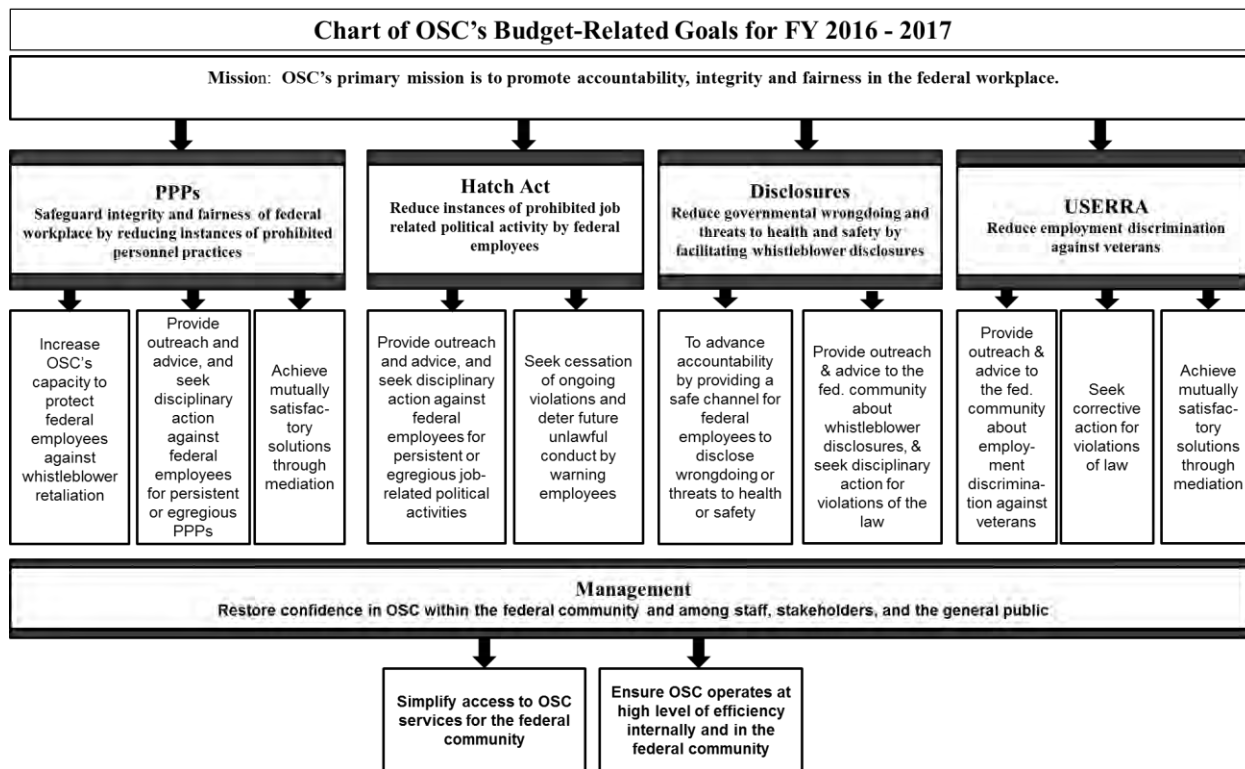 Chart of OSC's Budget-Related Goals for FY 2016 - 2017
Mission: OSC's primary mission is to promote accountability, integrity and fairness in the federal workplace.
PPPs
Safeguard integrity and fairness of federal
workplace by reducing instances of prohibited
personnel practices
Hatch Act
Reduce instances of prohibited job
related political activity by federal
employees
Disclosures
Reduce governmental wrongdoing and
threats to health and safety by
facilitating whistleblower disclosures
USERRA
Reduce employment discrimination
against veterans
Increase
OSC's
capacity to
protect
federal
employees
against
whistleblower
retaliation
Provide
outreach and
advice, and
seek
disciplinary
action
against
federal
employees
for persistent
or egregious
PPPs
Achieve
mutually
satisfac-
tory
solutions
through
mediation
Provide outreach
and advice, and
seek disciplinary
action against
federal
employees for
persistent or
egregious job-
related political
activities
Seek cessation
of ongoing
violations and
deter future
unlawful
conduct by
warning
employees
To advance
accountability
by providing a
safe channel for
federal
employees to
disclose
wrongdoing or
threats to health
or safety
Provide outreach
& advice to the
fed. community
about
whistleblower
disclosures, &
seek disciplinary
action for
violations of the
law
Provide
outreach &
advice to
the fed.
community
about
employ-
ment
discrimina-
tion against
veterans
Seek
corrective
action for
violations
of law
Achieve
mutually
satisfac-
tory
solutions
through
mediation
Management
Restore confidence in OSC within the federal community and among staff, stakeholders, and the general public
Simplify access to OSC
services for the federal
community
Ensure OSC operates at
high level of efficiency
internally and in the
federal community